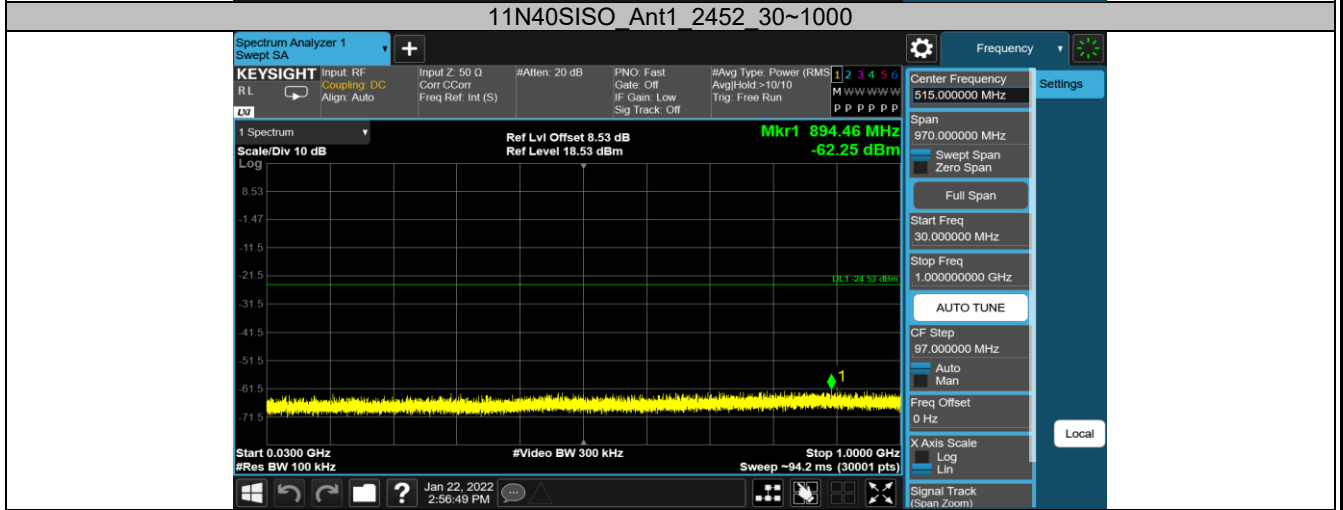 11N40SISO_Ant1_2452_30~1000
Spectrum Analyzer 1
Swept SA
+
Frequency
KEYSIGHT
RL
LXI
Input: RF
Coupling: DC
Align: Auto
Input Z: 50 Ω
Corr CCorr
Freq Ref: Int (S)
#Atten: 20 dB
PNO: Fast
Gate: Off
IF Gain: Low
Sig Track: Off
#Avg Type: Power (RMS
Avg|Hold:>10/10
Trig: Free Run
1 2 3 4 5 6
M W W W W W
P P P P P P
1 Spectrum
Scale/Div 10 dB
Log
Ref Lvl Offset 8.53 dB
Ref Level 18.53 dBm
Mkr1 894.46 MHz
-62.25 dBm
8.53
-1.47
-11.5
-21.5
DL1 -24.53 dBm
-31.5
-41.5
-51.5
1
-61.5
-71.5
Start 0.0300 GHz
#Res BW 100 kHz
#Video BW 300 kHz
Stop 1.0000 GHz
Sweep ~94.2 ms (30001 pts)
?
Jan 22, 2022
2:56:49 PM
Center Frequency
515.000000 MHz
Span
970.000000 MHz
Swept Span
Zero Span
Full Span
Start Freq
30.000000 MHz
Stop Freq
1.000000000 GHz
AUTO TUNE
CF Step
97.000000 MHz
Auto
Man
Freq Offset
0 Hz
X Axis Scale
Log
Lin
Signal Track
(Span Zoom)
Settings
Local